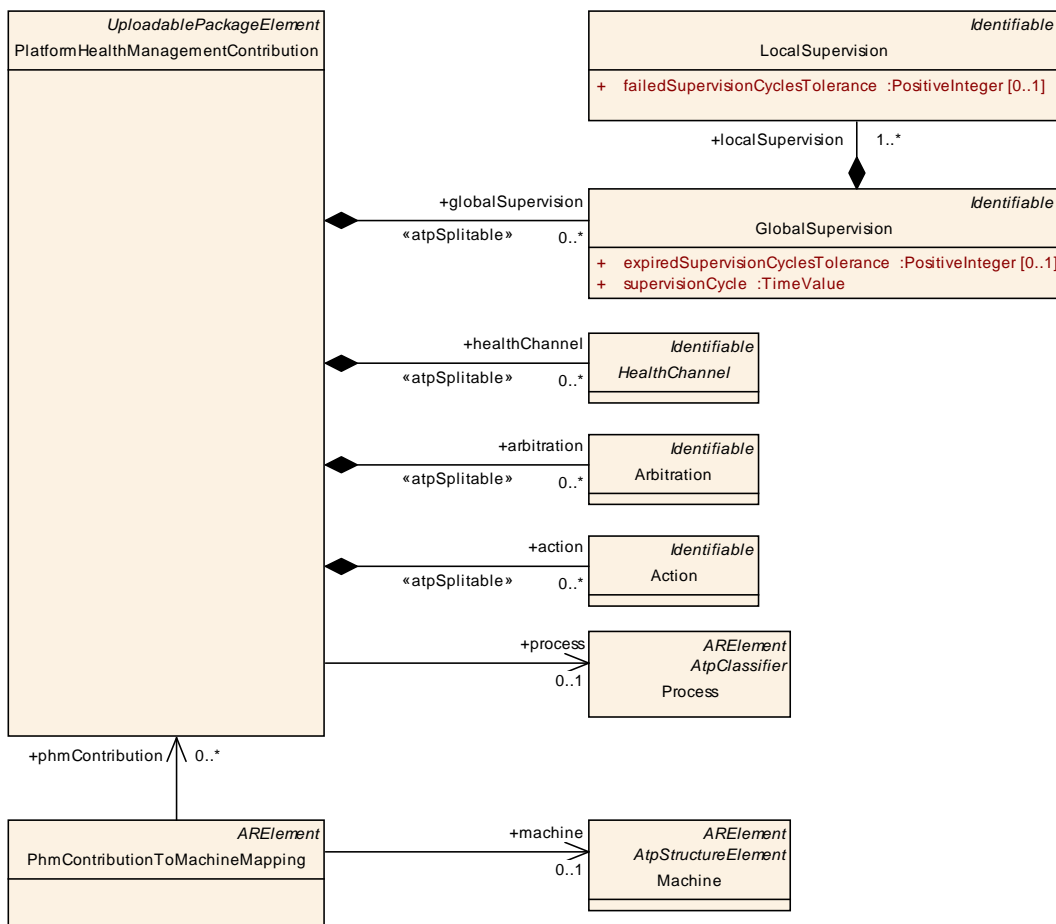 UploadablePackageElement
PlatformHealthManagementContribution
Identifiable
LocalSupervision
+ failedSupervisionCyclesTolerance :PositiveInteger [0..1]
+localSupervision 1..*
+globalSupervision
«atpSplitable» 0..*
Identifiable
GlobalSupervision
+ expiredSupervisionCyclesTolerance :PositiveInteger [0..1]
+ supervisionCycle :TimeValue
+healthChannel
«atpSplitable» 0..*
Identifiable
HealthChannel
+arbitration
«atpSplitable» 0..*
Identifiable
Arbitration
+action
«atpSplitable» 0..*
Identifiable
Action
+process
0..1
ARElement
AtpClassifier
Process
+phmContribution 0..*
ARElement
PhmContributionToMachineMapping
+machine
0..1
ARElement
AtpStructureElement
Machine